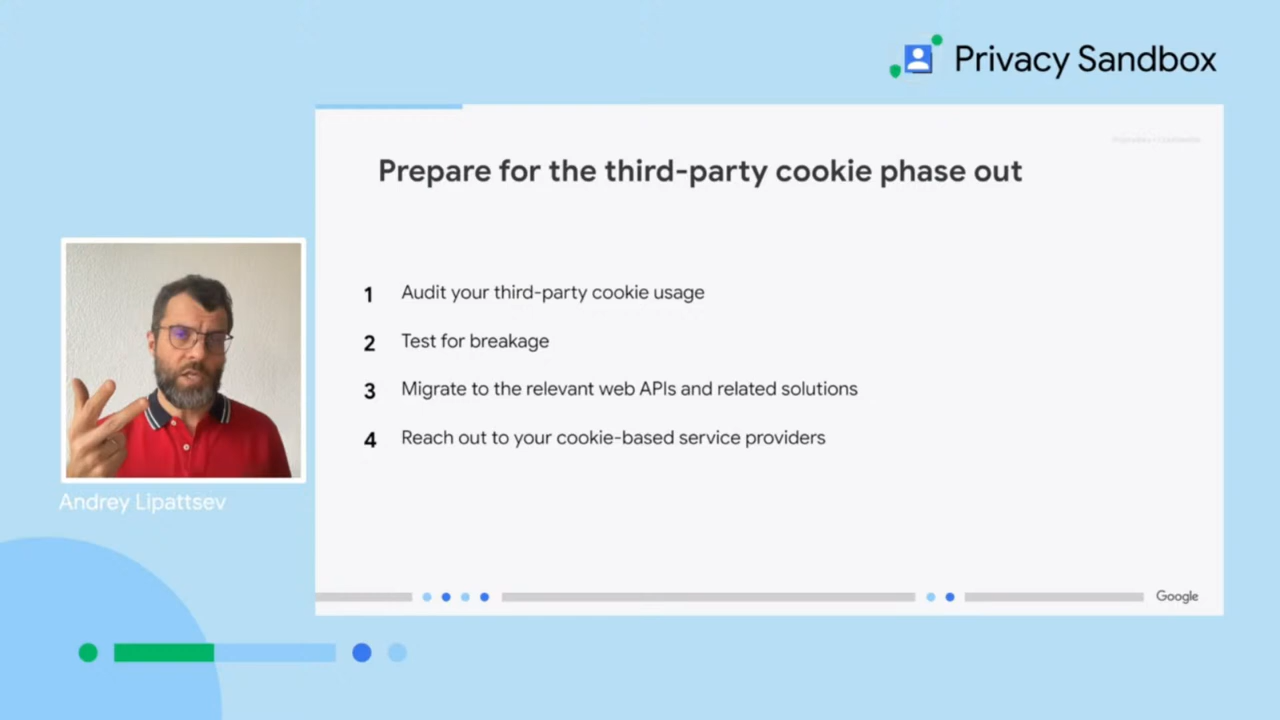 Privacy Sandbox
Prepare for the third-party cookie phase out
1 Audit your third-party cookie usage
2 Test for breakage
3 Migrate to the relevant web APIs and related solutions
4 Reach out to your cookie-based service providers
Andrey Lipattsev
Google